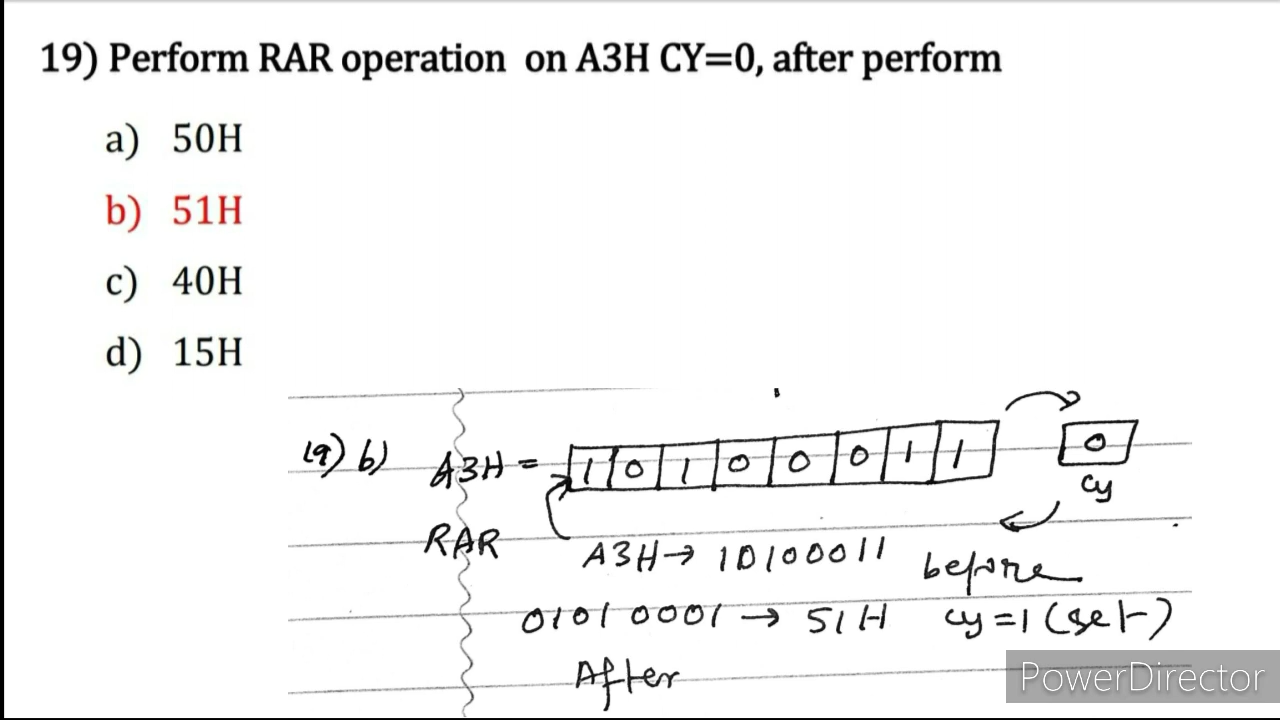 19) Perform RAR operation on A3H CY=0, after perform
a) 50H
b) 51H
c) 40H
d) 15H
19) b) A3H = 1 0 1 0 0 0 1 1 0
Cy
RAR
A3H → 10100011 before
01010001 → 51H cy=1 (set)
After
PowerDirector